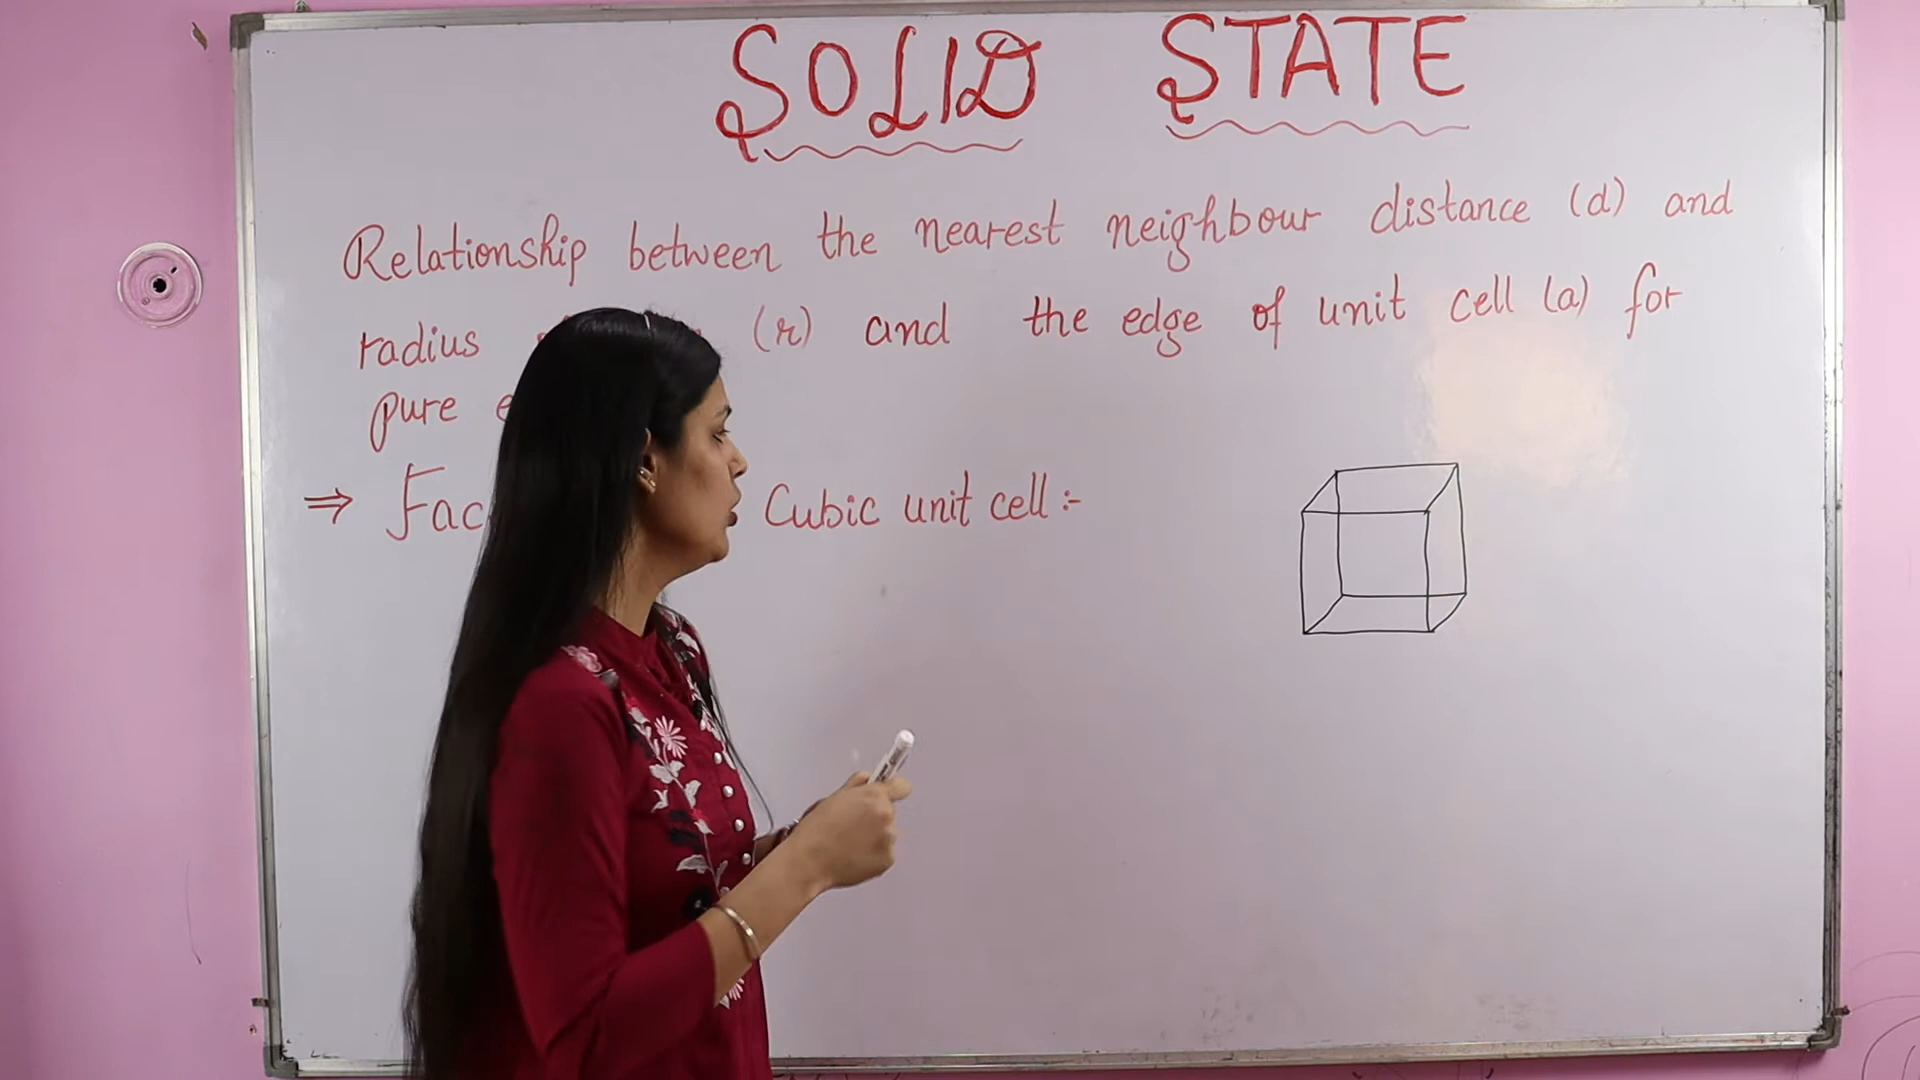 SOLID STATE
Relationship between the nearest neighbour distance (d) and
radius (r) and the edge of unit cell (a) for
pure
⇒ Fac Cubic unit cell :-